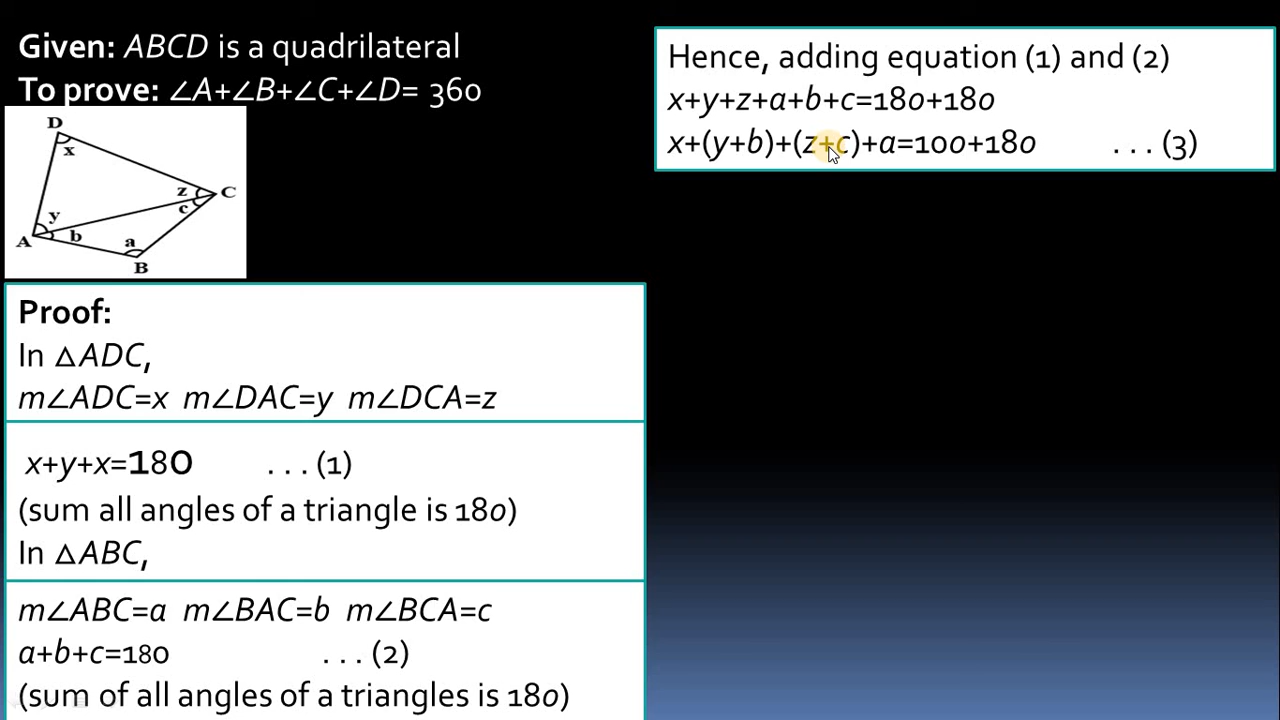 Given: ABCD is a quadrilateral
To prove: ∠A+∠B+∠C+∠D= 360
D
x
z
C
c
y
A
b
a
B
Proof:
In △ADC,
m∠ADC=x m∠DAC=y m∠DCA=z
x+y+x=180 . . . (1)
(sum all angles of a triangle is 180)
In △ABC,
m∠ABC=a m∠BAC=b m∠BCA=c
a+b+c=180 . . . (2)
(sum of all angles of a triangles is 180)
Hence, adding equation (1) and (2)
x+y+z+a+b+c=180+180
x+(y+b)+(z+c)+a=100+180 . . . (3)